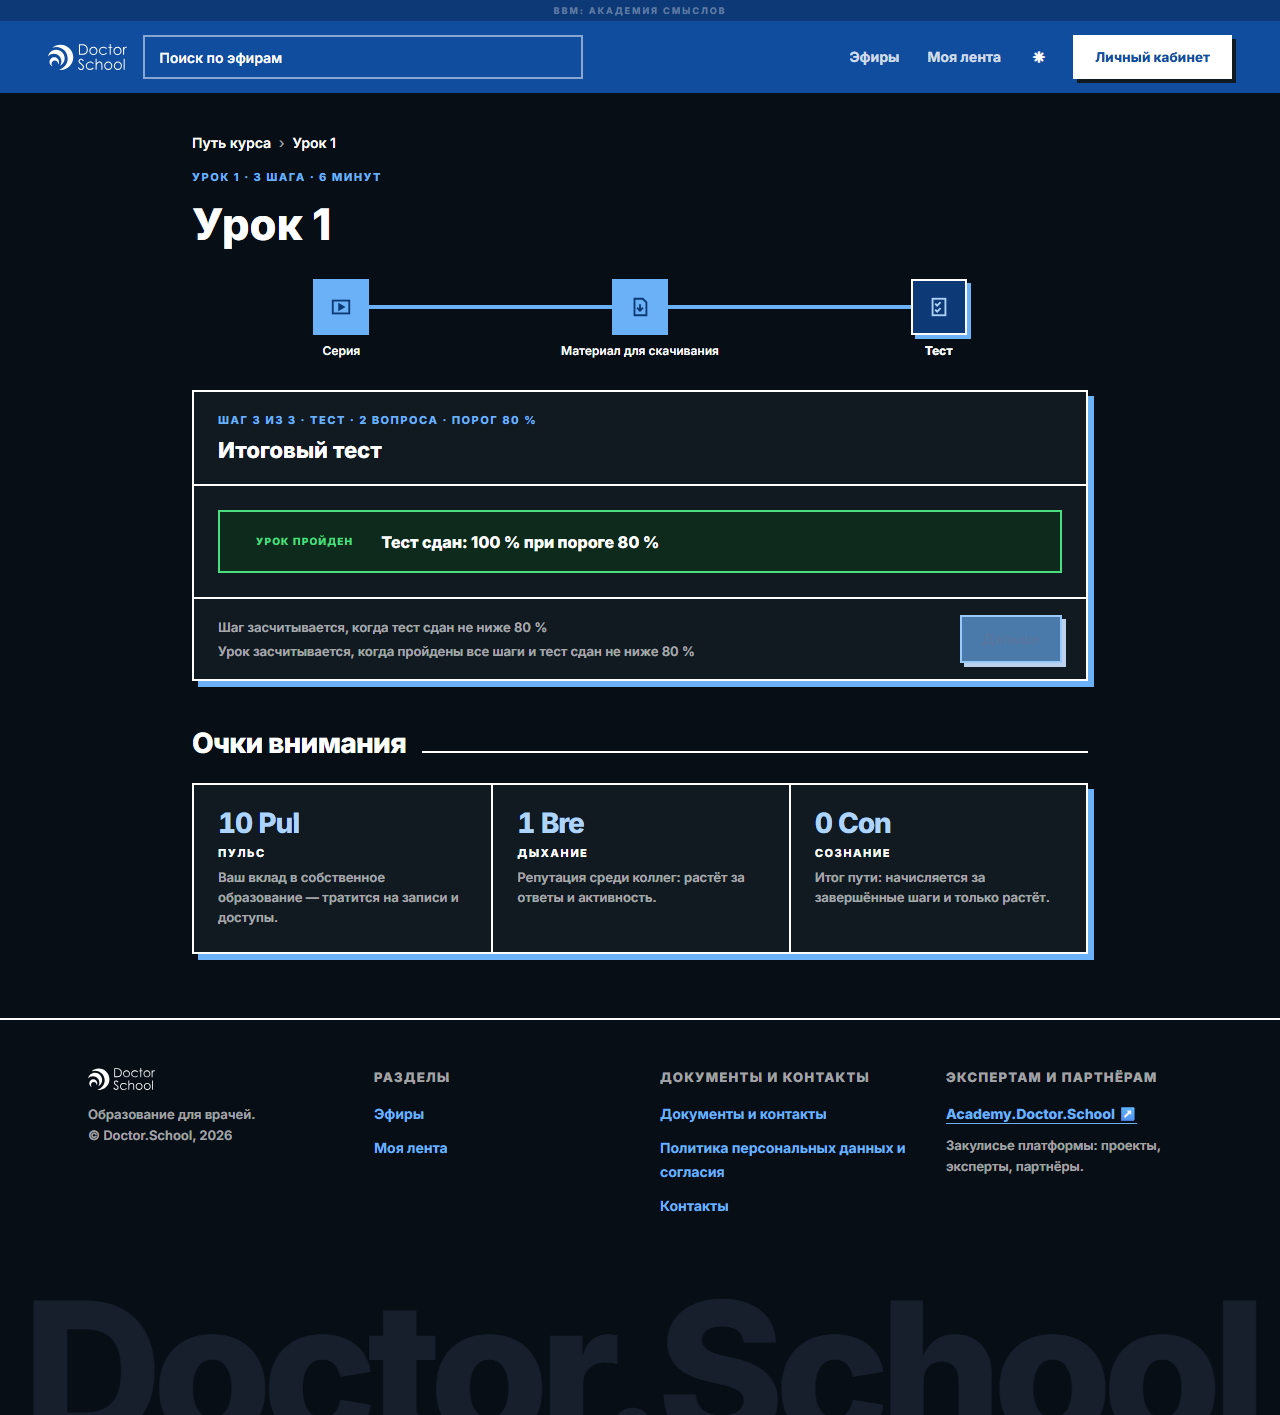 ВВМ: АКАДЕМИЯ СМЫСЛОВ
Doctor School
Поиск по эфирам
Эфиры
Моя лента
Личный кабинет
Путь курса › Урок 1
УРОК 1 · 3 ШАГА · 6 МИНУТ
Урок 1
Серия
Материал для скачивания
Тест
ШАГ 3 ИЗ 3 · ТЕСТ · 2 ВОПРОСА · ПОРОГ 80 %
Итоговый тест
УРОК ПРОЙДЕН
Тест сдан: 100 % при пороге 80 %
Шаг засчитывается, когда тест сдан не ниже 80 %
Урок засчитывается, когда пройдены все шаги и тест сдан не ниже 80 %
Очки внимания
10 Pul
ПУЛЬС
Ваш вклад в собственное
образование — тратится на записи и
доступы.
1 Bre
ДЫХАНИЕ
Репутация среди коллег: растёт за
ответы и активность.
0 Con
СОЗНАНИЕ
Итог пути: начисляется за
завершённые шаги и только растёт.
Doctor School
Образование для врачей.
© Doctor.School, 2026
РАЗДЕЛЫ
Эфиры
Моя лента
ДОКУМЕНТЫ И КОНТАКТЫ
Документы и контакты
Политика персональных данных и
согласия
Контакты
ЭКСПЕРТАМ И ПАРТНЁРАМ
Academy.Doctor.School
Закулисье платформы: проекты,
эксперты, партнёры.
Doctor.School